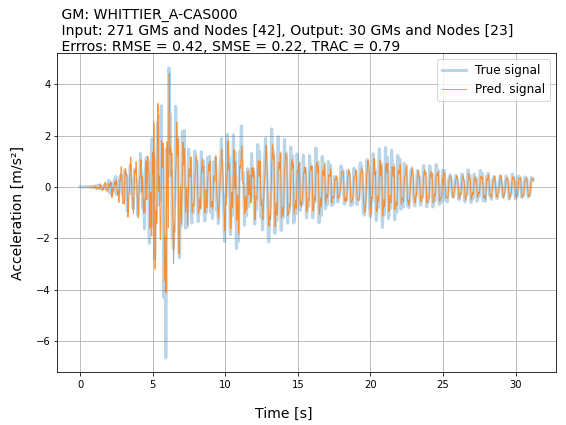 GM: WHITTIER_A-CAS000
Input: 271 GMs and Nodes [42], Output: 30 GMs and Nodes [23]
Errros: RMSE = 0.42, SMSE = 0.22, TRAC = 0.79
True signal
Pred. signal
4
2
0
−2
−4
−6
Acceleration [m/s²]
0 5 10 15 20 25 30
Time [s]